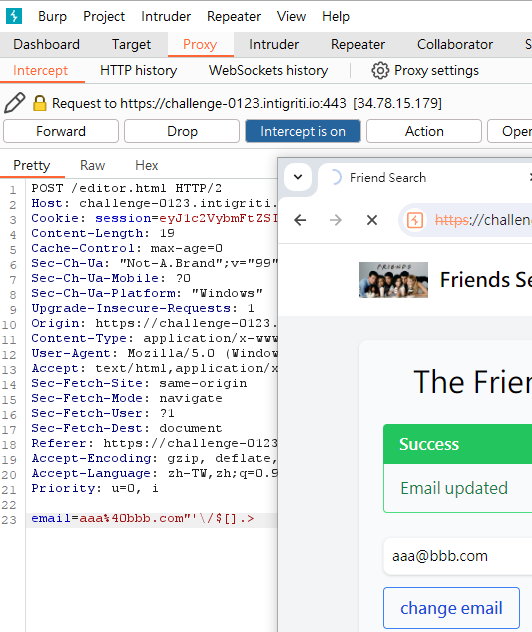 Burp Project Intruder Repeater View Help
Dashboard Target Proxy Intruder Repeater Collaborator S
Intercept HTTP history WebSockets history Proxy settings
Request to https://challenge-0123.intigriti.io:443 [34.78.15.179]
Forward Drop Intercept is on Action Open
Pretty Raw Hex
1 POST /editor.html HTTP/2
2 Host: challenge-0123.intigriti.
3 Cookie: session=eyJ1c2VybmFtZSI
4 Content-Length: 19
5 Cache-Control: max-age=0
6 Sec-Ch-Ua: "Not-A.Brand";v="99"
7 Sec-Ch-Ua-Mobile: ?0
8 Sec-Ch-Ua-Platform: "Windows"
9 Upgrade-Insecure-Requests: 1
10 Origin: https://challenge-0123.
11 Content-Type: application/x-www
12 User-Agent: Mozilla/5.0 (Window
13 Accept: text/html,application/x
14 Sec-Fetch-Site: same-origin
15 Sec-Fetch-Mode: navigate
16 Sec-Fetch-User: ?1
17 Sec-Fetch-Dest: document
18 Referer: https://challenge-0123
19 Accept-Encoding: gzip, deflate,
20 Accept-Language: zh-TW,zh;q=0.9
21 Priority: u=0, i
22
23 email=aaa%40bbb.com"'\/$[].>
Friend Search
https://challen
FRIENDS
Friends Se
The Frien
Success
Email updated
aaa@bbb.com
change email